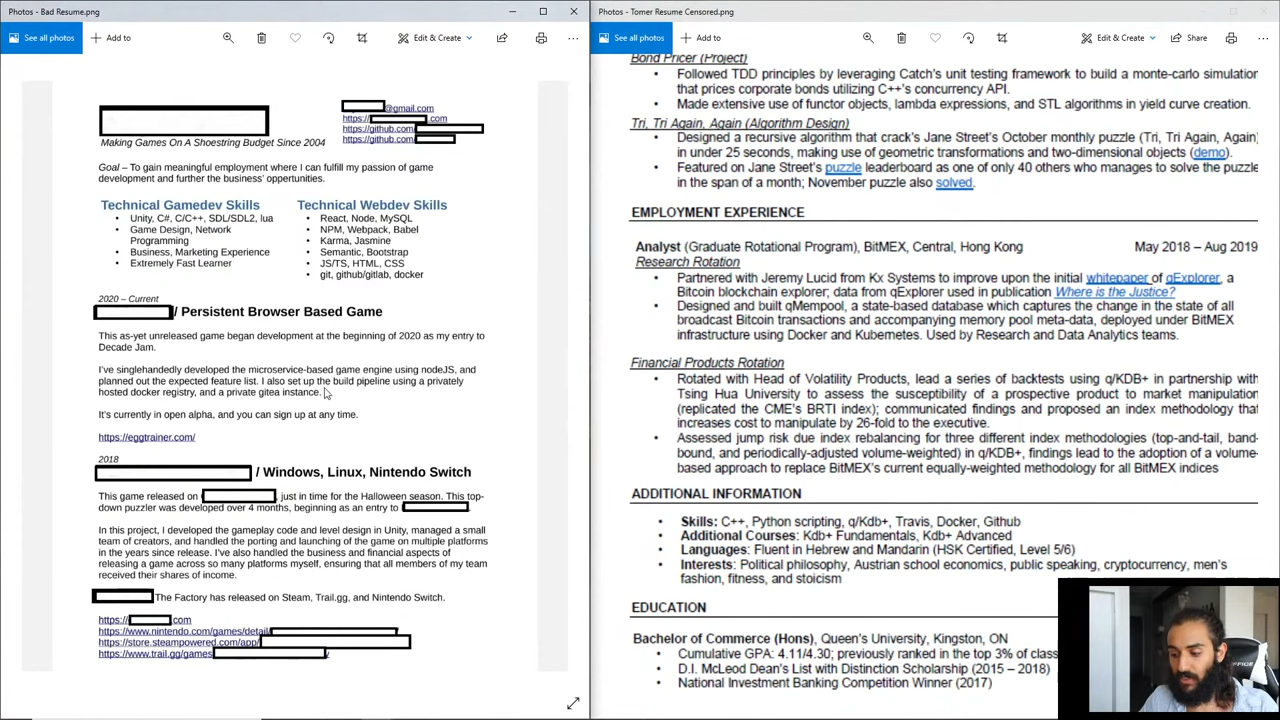 Photos - Bad Resume.png
See all photos
Add to
Edit & Create
@gmail.com
https://
.com
https://github.com/
https://github.com/
Making Games On A Shoestring Budget Since 2004
Goal – To gain meaningful employment where I can fulfill my passion of game
development and further the business' oppertunities.
Technical Gamedev Skills
• Unity, C#, C/C++, SDL/SDL2, lua
• Game Design, Network
Programming
• Business, Marketing Experience
• Extremely Fast Learner
Technical Webdev Skills
• React, Node, MySQL
• NPM, Webpack, Babel
• Karma, Jasmine
• Semantic, Bootstrap
• JS/TS, HTML, CSS
• git, github/gitlab, docker
2020 – Current
/ Persistent Browser Based Game
This as-yet unreleased game began development at the beginning of 2020 as my entry to
Decade Jam.
I've singlehandedly developed the microservice-based game engine using nodeJS, and
planned out the expected feature list. I also set up the build pipeline using a privately
hosted docker registry, and a private gitea instance.
It's currently in open alpha, and you can sign up at any time.
https://eggtrainer.com/
2018
/ Windows, Linux, Nintendo Switch
This game released on , just in time for the Halloween season. This top-
down puzzler was developed over 4 months, beginning as an entry to .
In this project, I developed the gameplay code and level design in Unity, managed a small
team of creators, and handled the porting and launching of the game on multiple platforms
in the years since release. I've also handled the business and financial aspects of
releasing a game across so many platforms myself, ensuring that all members of my team
received their shares of income.
The Factory has released on Steam, Trail.gg, and Nintendo Switch.
https:// .com
https://www.nintendo.com/games/detail/
https://store.steampowered.com/app/
https://www.trail.gg/games /
Photos - Tomer Resume Censored.png
See all photos
Add to
Edit & Create
Share
Bond Pricer (Project)
• Followed TDD principles by leveraging Catch's unit testing framework to build a monte-carlo simulation
that prices corporate bonds utilizing C++'s concurrency API.
• Made extensive use of functor objects, lambda expressions, and STL algorithms in yield curve creation.
Tri, Tri Again, Again (Algorithm Design)
• Designed a recursive algorithm that crack's Jane Street's October monthly puzzle (Tri, Tri Again, Again)
in under 25 seconds, making use of geometric transformations and two-dimensional objects (demo).
• Featured on Jane Street's puzzle leaderboard as one of only 40 others who manages to solve the puzzle
in the span of a month; November puzzle also solved.
EMPLOYMENT EXPERIENCE
Analyst (Graduate Rotational Program), BitMEX, Central, Hong Kong May 2018 – Aug 2019
Research Rotation
• Partnered with Jeremy Lucid from Kx Systems to improve upon the initial whitepaper of qExplorer, a
Bitcoin blockchain explorer; data from qExplorer used in publication Where is the Justice?
• Designed and built qMempool, a state-based database which captures the change in the state of all
broadcast Bitcoin transactions and accompanying memory pool meta-data, deployed under BitMEX
infrastructure using Docker and Kubernetes. Used by Research and Data Analytics teams.
Financial Products Rotation
• Rotated with Head of Volatility Products, lead a series of backtests using q/KDB+ in partnership with
Tsing Hua University to assess the susceptibility of a prospective product to market manipulation
(replicated the CME's BRTI index); communicated findings and proposed an index methodology that
increases cost to manipulate by 26-fold to the executive.
• Assessed jump risk due index rebalancing for three different index methodologies (top-and-tail, band-
bound, and periodically-adjusted volume-weighted) in q/KDB+, findings lead to the adoption of a volume-
based approach to replace BitMEX's current equally-weighted methodology for all BitMEX indices
ADDITIONAL INFORMATION
• Skills: C++, Python scripting, q/Kdb+, Travis, Docker, Github
• Additional Courses: Kdb+ Fundamentals, Kdb+ Advanced
• Languages: Fluent in Hebrew and Mandarin (HSK Certified, Level 5/6)
• Interests: Political philosophy, Austrian school economics, public speaking, cryptocurrency, men's
fashion, fitness, and stoicism
EDUCATION
Bachelor of Commerce (Hons), Queen's University, Kingston, ON
• Cumulative GPA: 4.11/4.30; previously ranked in the top 3% of class
• D.I. McLeod Dean's List with Distinction Scholarship (2015 – 2018)
• National Investment Banking Competition Winner (2017)
OFFICE